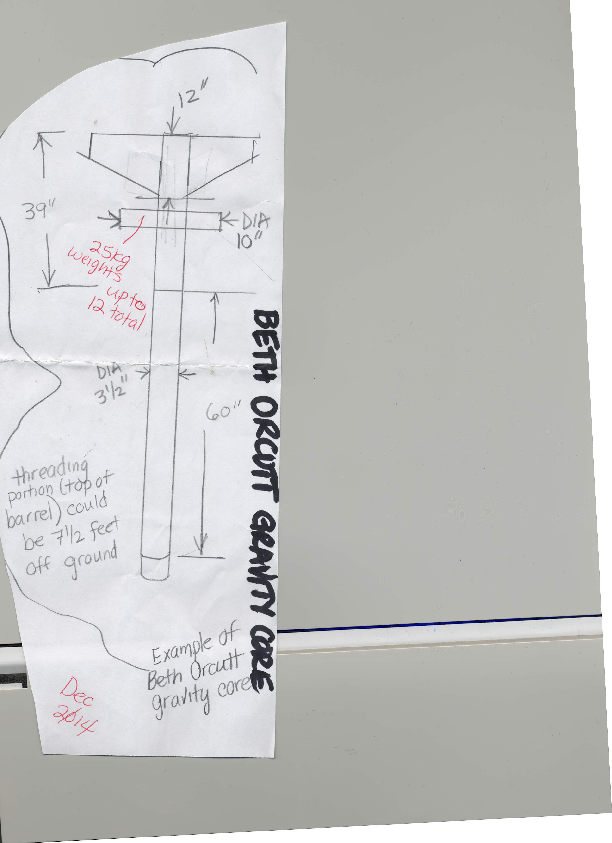 12"
39"
DIA
10"
25kg
weights
up to
12 total
DIA
3½"
60"
BETH ORCUTT GRAVITY CORE
threading
portion (top of
barrel) could
be 7½ feet
off ground
Example of
Beth Orcutt
gravity core
Dec
2014